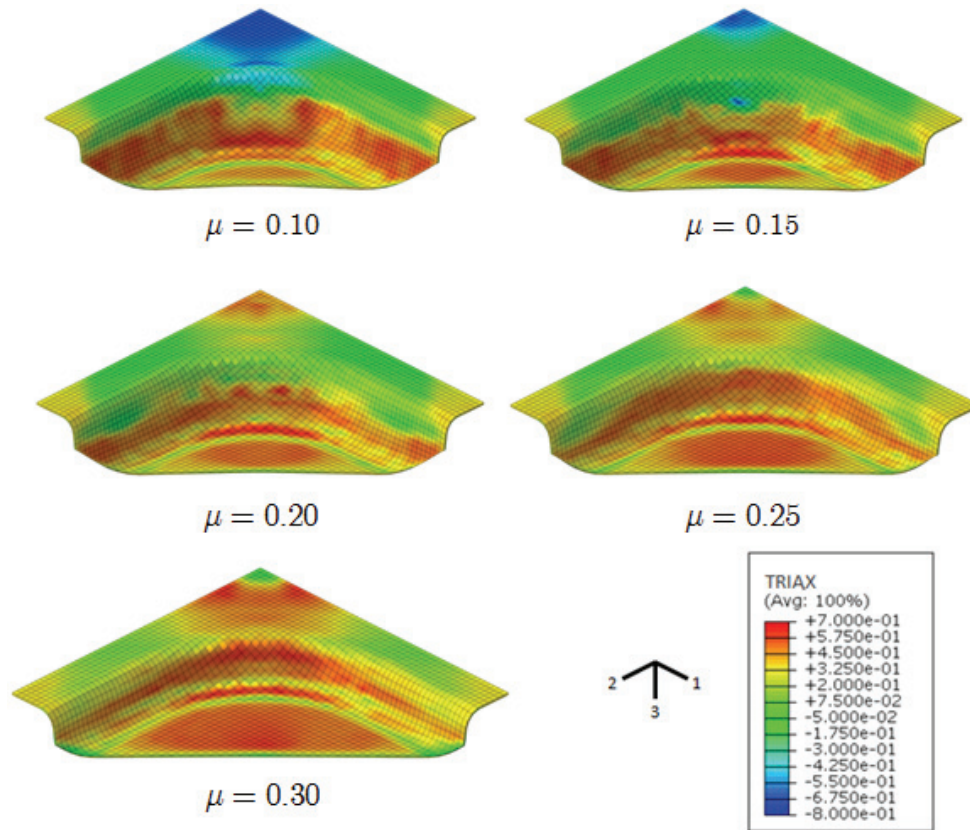 μ = 0.10
μ = 0.15
μ = 0.20
μ = 0.25
μ = 0.30
2 1
3
TRIAX
(Avg: 100%)
+7.000e-01
+5.750e-01
+4.500e-01
+3.250e-01
+2.000e-01
+7.500e-02
-5.000e-02
-1.750e-01
-3.000e-01
-4.250e-01
-5.500e-01
-6.750e-01
-8.000e-01